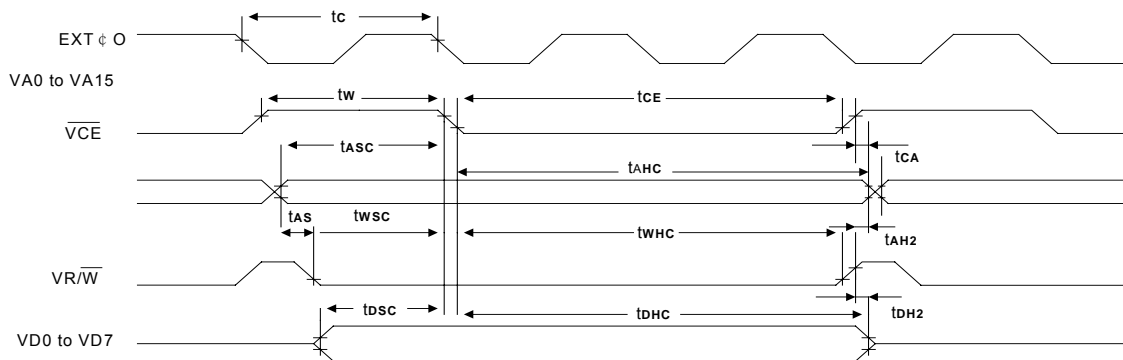 tC
EXT ¢ O
VA0 to VA15
tW
tCE
VCE
tASC
tCA
tAHC
tAS
tWSC
tWHC
tAH2
VR/W
tDSC
tDHC
tDH2
VD0 to VD7